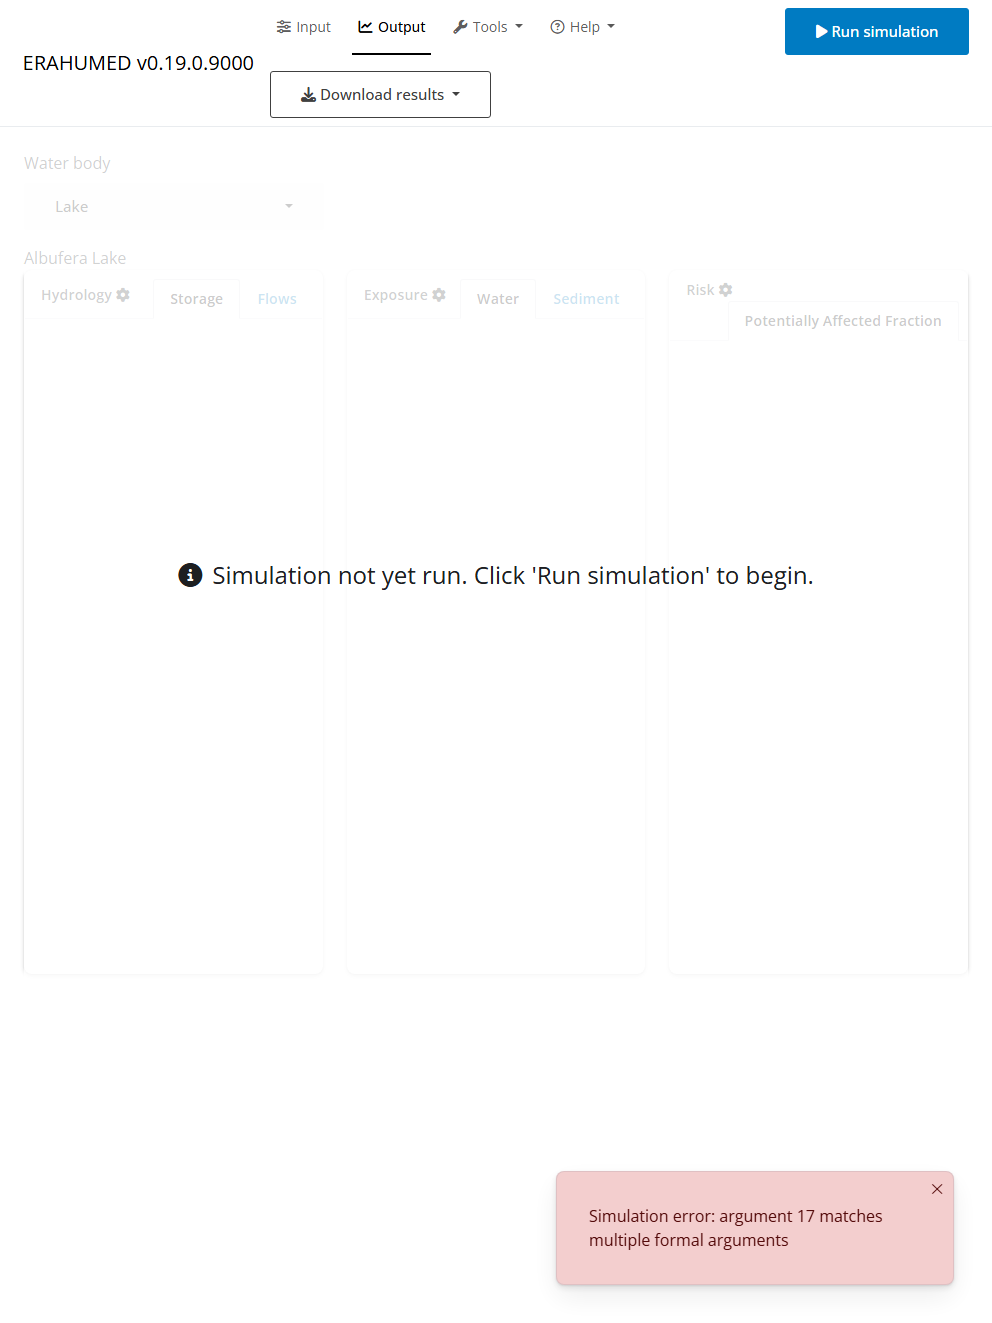 ERAHUMED v0.19.0.9000
Input
Output
Tools
Help
Run simulation
Download results
Water body
Lake
Albufera Lake
Hydrology
Storage
Flows
Exposure
Water
Sediment
Risk
Potentially Affected Fraction
Simulation not yet run. Click 'Run simulation' to begin.
Simulation error: argument 17 matches
multiple formal arguments